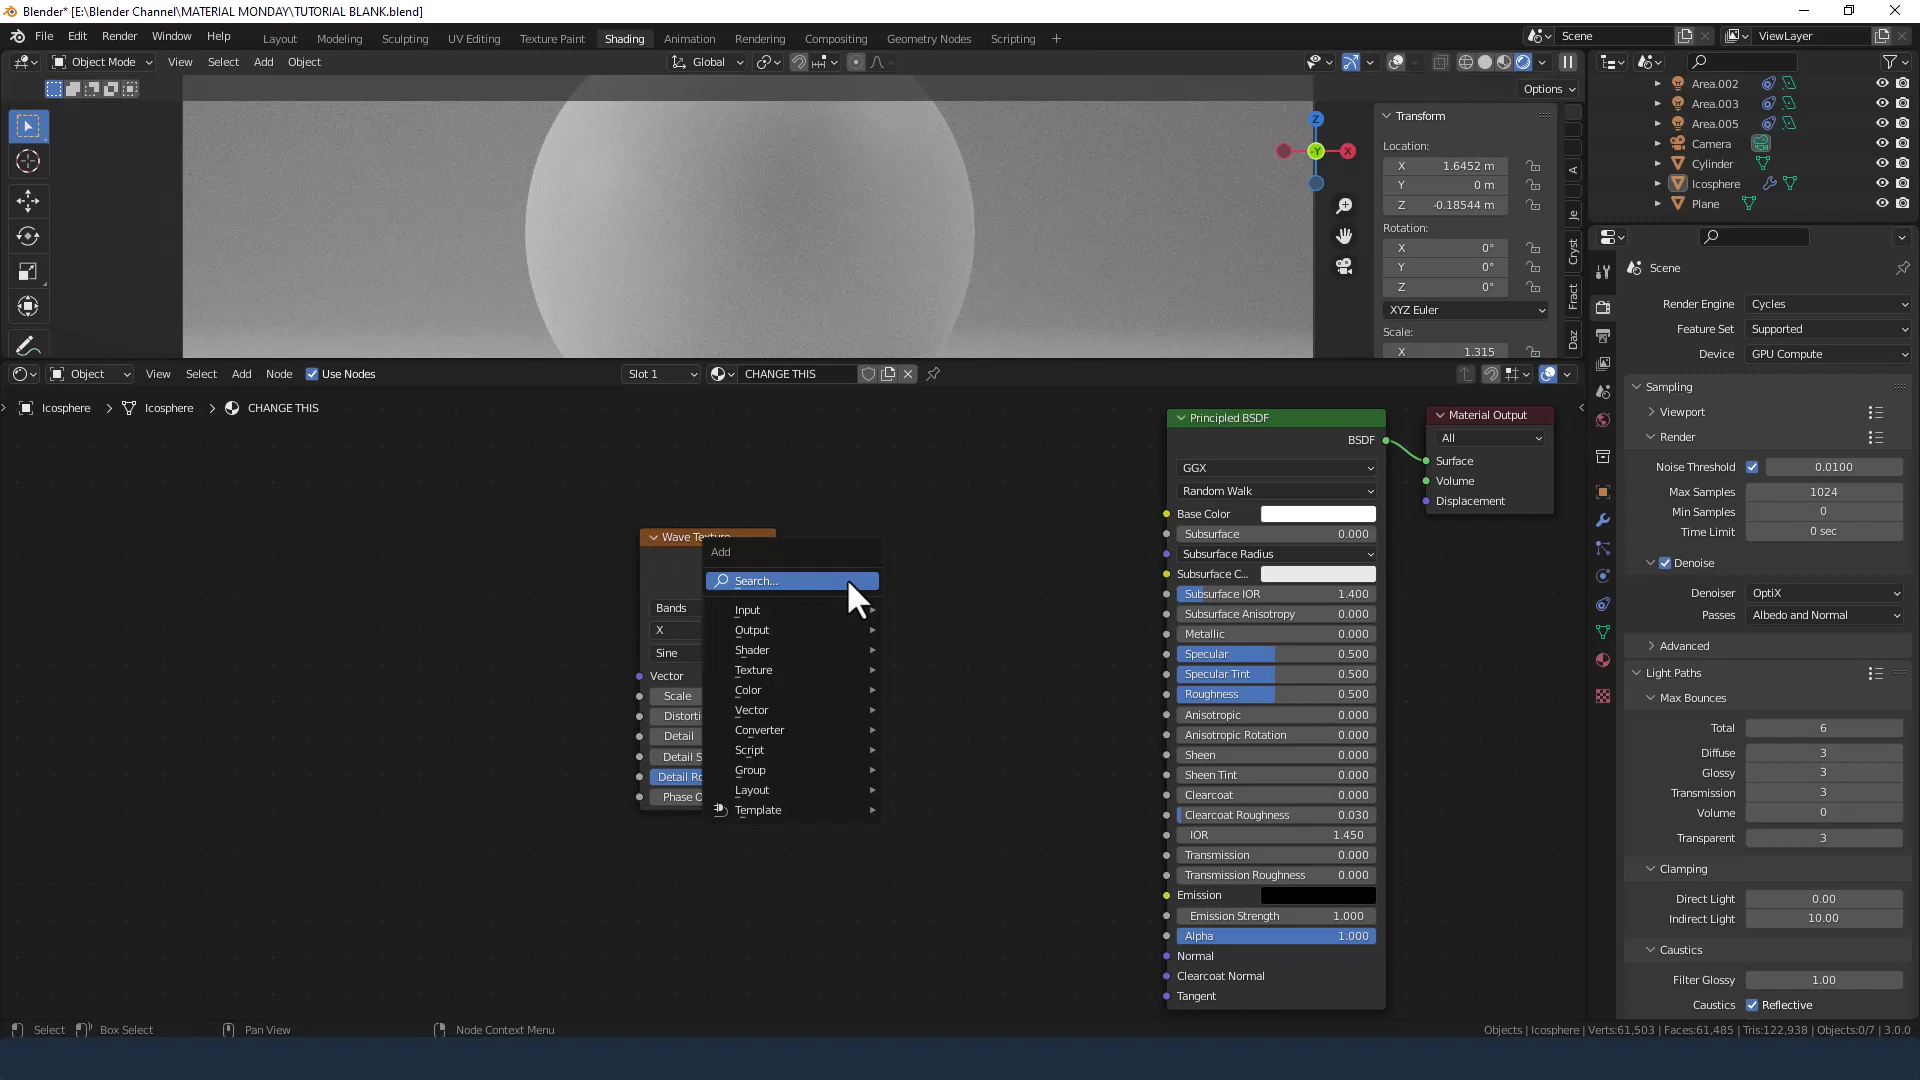 Blender* [E:\Blender Channel\MATERIAL MONDAY\TUTORIAL BLANK.blend]
File Edit Render Window Help
Layout Modeling Sculpting UV Editing Texture Paint Shading Animation Rendering Compositing Geometry Nodes Scripting +
Scene
ViewLayer
Object Mode View Select Add Object
Global
Options
Z
X
-Y
Transform
Location:
X 1.6452 m
Y 0 m
Z -0.18544 m
Rotation:
X 0°
Y 0°
Z 0°
XYZ Euler
Scale:
X 1.315
A
Je
Cryst
Fract
Daz
Area.002
Area.003
Area.005
Camera
Cylinder
Icosphere
Plane
Object View Select Add Node Use Nodes
Slot 1
CHANGE THIS
Icosphere > Icosphere > CHANGE THIS
Wave Texture
Bands
X
Sine
Vector
Scale
Distorti
Detail
Detail S
Detail Ro
Phase O
Add
Search...
Input
Output
Shader
Texture
Color
Vector
Converter
Script
Group
Layout
Template
Principled BSDF
BSDF
GGX
Random Walk
Base Color
Subsurface 0.000
Subsurface Radius
Subsurface C...
Subsurface IOR 1.400
Subsurface Anisotropy 0.000
Metallic 0.000
Specular 0.500
Specular Tint 0.500
Roughness 0.500
Anisotropic 0.000
Anisotropic Rotation 0.000
Sheen 0.000
Sheen Tint 0.000
Clearcoat 0.000
Clearcoat Roughness 0.030
IOR 1.450
Transmission 0.000
Transmission Roughness 0.000
Emission
Emission Strength 1.000
Alpha 1.000
Normal
Clearcoat Normal
Tangent
Material Output
All
Surface
Volume
Displacement
Scene
Render Engine Cycles
Feature Set Supported
Device GPU Compute
Sampling
Viewport
Render
Noise Threshold 0.0100
Max Samples 1024
Min Samples 0
Time Limit 0 sec
Denoise
Denoiser OptiX
Passes Albedo and Normal
Advanced
Light Paths
Max Bounces
Total 6
Diffuse 3
Glossy 3
Transmission 3
Volume 0
Transparent 3
Clamping
Direct Light 0.00
Indirect Light 10.00
Caustics
Filter Glossy 1.00
Caustics Reflective
Select Box Select Pan View Node Context Menu
Objects | Icosphere | Verts:61,503 | Faces:61,485 | Tris:122,938 | Objects:0/7 | 3.0.0